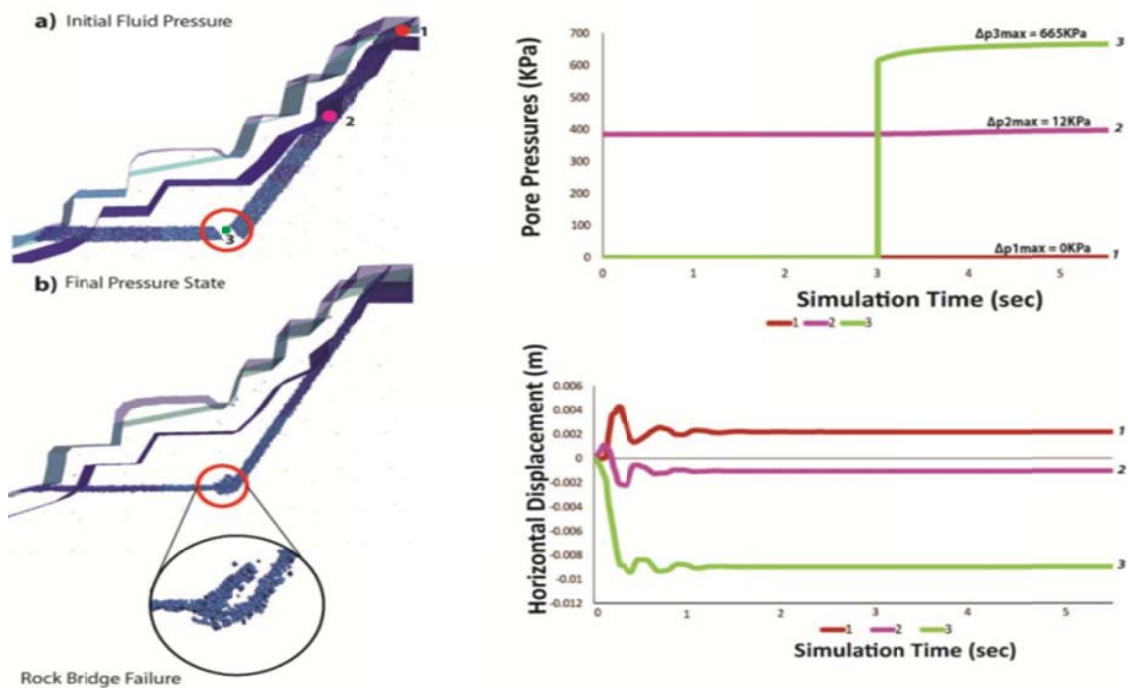 a) Initial Fluid Pressure
1
2
3
b) Final Pressure State
Rock Bridge Failure
Pore Pressures (KPa)
700
600
500
400
300
200
100
0
Δp3max = 665KPa
3
Δp2max = 12KPa
2
Δp1max = 0KPa
1
0 1 2 3 4 5
Simulation Time (sec)
1 2 3
Horizontal Displacement (m)
0.006
0.004
0.002
0
-0.002
-0.004
-0.006
-0.008
-0.01
-0.012
1
2
3
0 1 2 3 4 5
1 2 3
Simulation Time (sec)